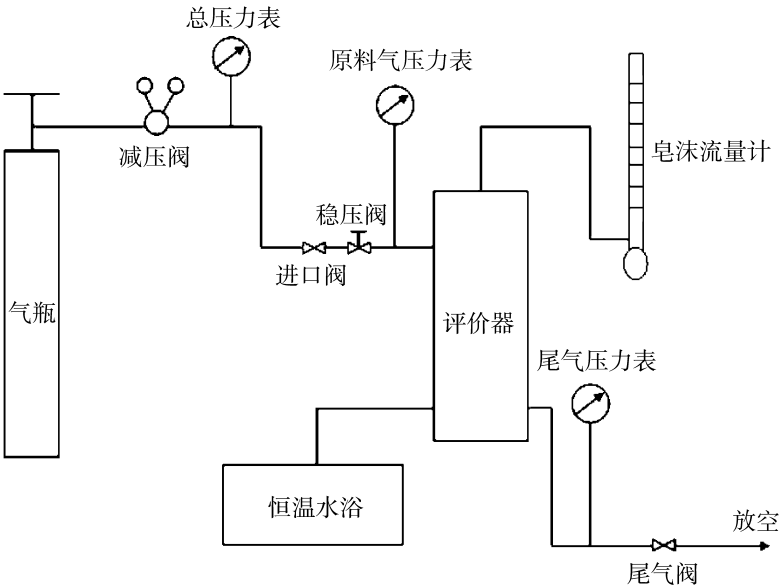 总压力表
原料气压力表
减压阀
皂沫流量计
稳压阀
进口阀
气瓶
评价器
尾气压力表
恒温水浴
放空
尾气阀